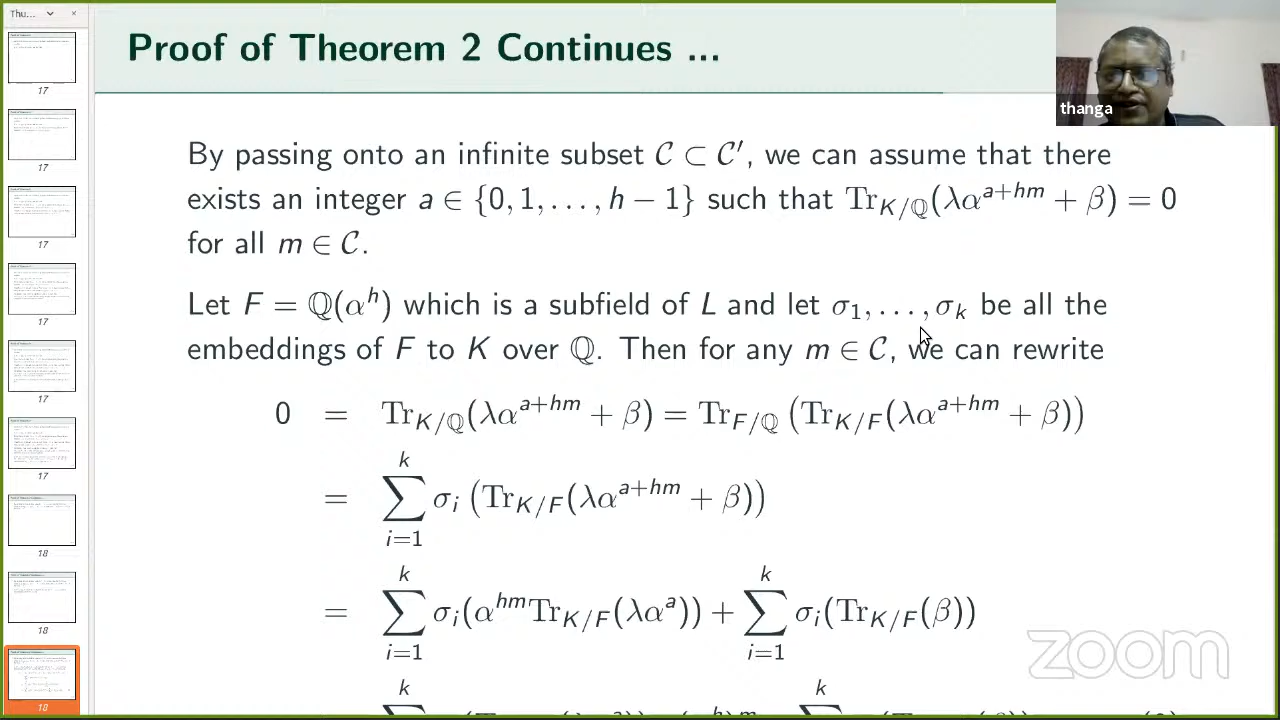 Thu...
17
17
17
17
17
17
18
18
18
Proof of Theorem 2 Continues ...
thanga
By passing onto an infinite subset 𝒞 ⊂ 𝒞′, we can assume that there
exists an integer a ∈ {0, 1, . . . , h − 1} such that Tr_{K/ℚ}(λα^{a+hm} + β) = 0
for all m ∈ 𝒞.
Let F = ℚ(α^h) which is a subfield of L and let σ₁, . . . , σ_k be all the
embeddings of F to K over ℚ. Then for any m ∈ 𝒞, we can rewrite
0 = Tr_{K/ℚ}(λα^{a+hm} + β) = Tr_{F/ℚ} (Tr_{K/F}(λα^{a+hm} + β))
= ∑_{i=1}^{k} σ_i (Tr_{K/F}(λα^{a+hm} + β))
= ∑_{i=1}^{k} σ_i(α^{hm}Tr_{K/F}(λα^a)) + ∑_{i=1}^{k} σ_i(Tr_{K/F}(β))
k k
zoom